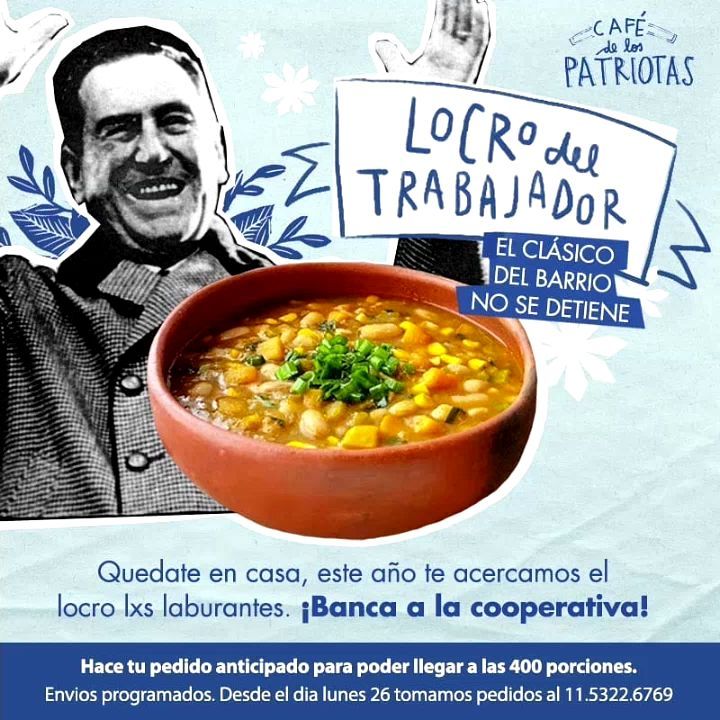 CAFÉ
de los
PATRIOTAS
LOCRO del
TRABAJADOR
EL CLÁSICO
DEL BARRIO
NO SE DETIENE
Quedate en casa, este año te acercamos el
locro lxs laburantes. ¡Banca a la cooperativa!
Hace tu pedido anticipado para poder llegar a las 400 porciones.
Envios programados. Desde el dia lunes 26 tomamos pedidos al 11.5322.6769